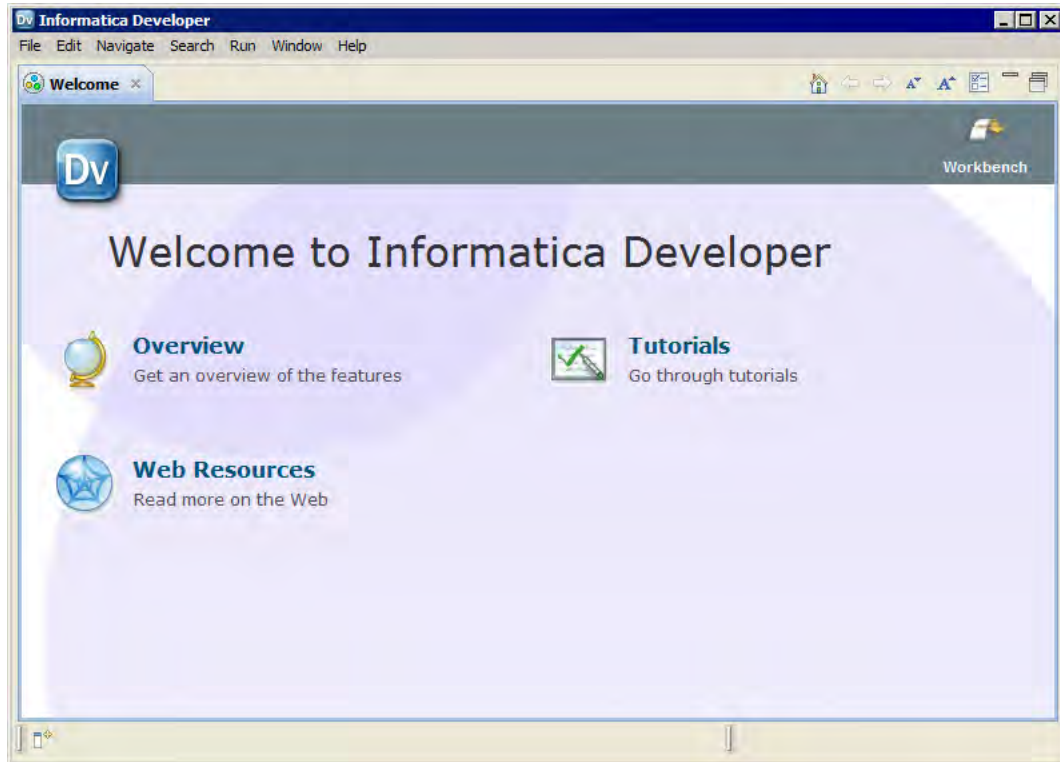 Dv Informatica Developer
File Edit Navigate Search Run Window Help
Welcome
A A
Workbench
Dv
Welcome to Informatica Developer
Overview
Get an overview of the features
Tutorials
Go through tutorials
Web Resources
Read more on the Web